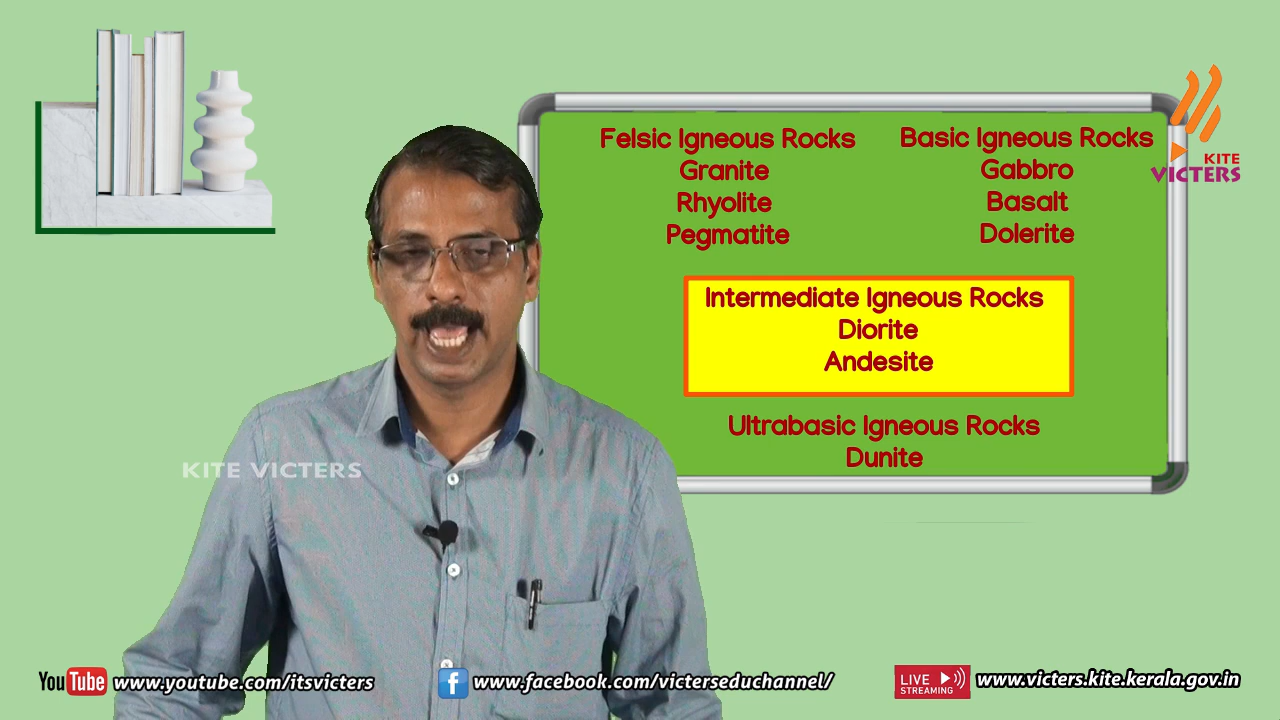 Felsic Igneous Rocks
Granite
Rhyolite
Pegmatite
Basic Igneous Rocks
Gabbro
Basalt
Dolerite
KITE
VICTERS
Intermediate Igneous Rocks
Diorite
Andesite
Ultrabasic Igneous Rocks
Dunite
KITE VICTERS
YouTube www.youtube.com/itsvicters
f www.facebook.com/victerseduchannel/
LIVE
STREAMING
www.victers.kite.kerala.gov.in